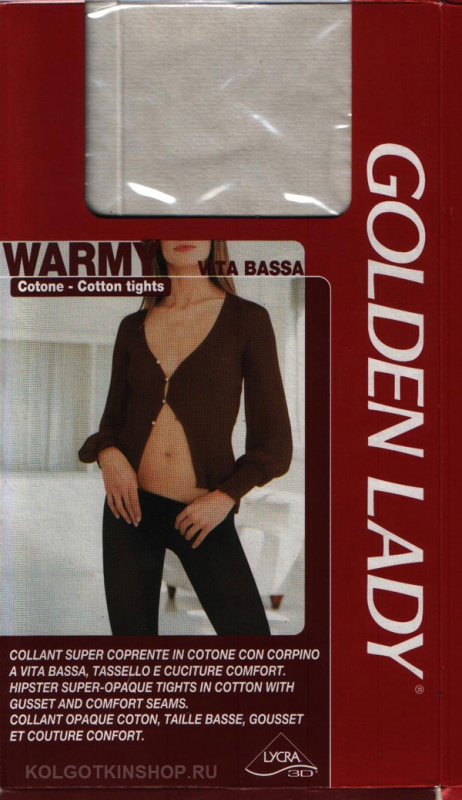 WARMY
VITA BASSA
Cotone - Cotton tights
GOLDEN LADY®
COLLANT SUPER COPRENTE IN COTONE CON CORPINO
A VITA BASSA, TASSELLO E CUCITURE COMFORT.
HIPSTER SUPER-OPAQUE TIGHTS IN COTTON WITH
GUSSET AND COMFORT SEAMS.
COLLANT OPAQUE COTON, TAILLE BASSE, GOUSSET
ET COUTURE CONFORT.
LYCRA
3D
KOLGOTKINSHOP.RU